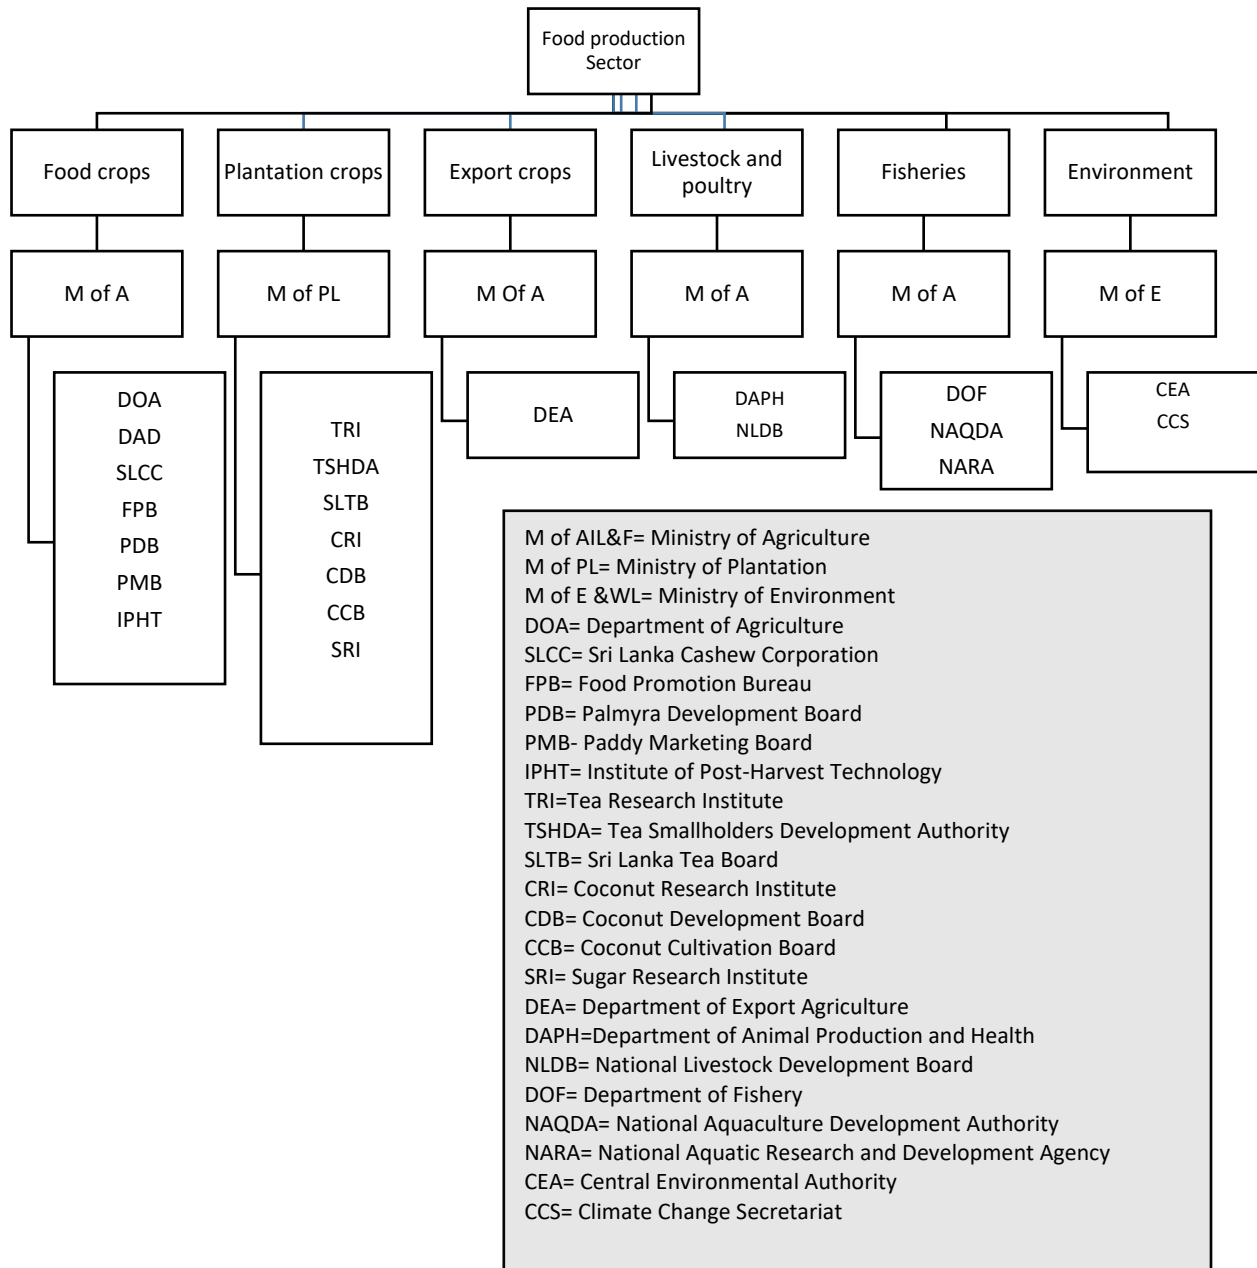 Food production
Sector
Food crops
Plantation crops
Export crops
Livestock and
poultry
Fisheries
Environment
M of A
M of PL
M Of A
M of A
M of A
M of E
DOA
DAD
SLCC
FPB
PDB
PMB
IPHT
TRI
TSHDA
SLTB
CRI
CDB
CCB
SRI
DEA
DAPH
NLDB
DOF
NAQDA
NARA
CEA
CCS
M of AIL&F= Ministry of Agriculture
M of PL= Ministry of Plantation
M of E &WL= Ministry of Environment
DOA= Department of Agriculture
SLCC= Sri Lanka Cashew Corporation
FPB= Food Promotion Bureau
PDB= Palmyra Development Board
PMB- Paddy Marketing Board
IPHT= Institute of Post-Harvest Technology
TRI=Tea Research Institute
TSHDA= Tea Smallholders Development Authority
SLTB= Sri Lanka Tea Board
CRI= Coconut Research Institute
CDB= Coconut Development Board
CCB= Coconut Cultivation Board
SRI= Sugar Research Institute
DEA= Department of Export Agriculture
DAPH=Department of Animal Production and Health
NLDB= National Livestock Development Board
DOF= Department of Fishery
NAQDA= National Aquaculture Development Authority
NARA= National Aquatic Research and Development Agency
CEA= Central Environmental Authority
CCS= Climate Change Secretariat